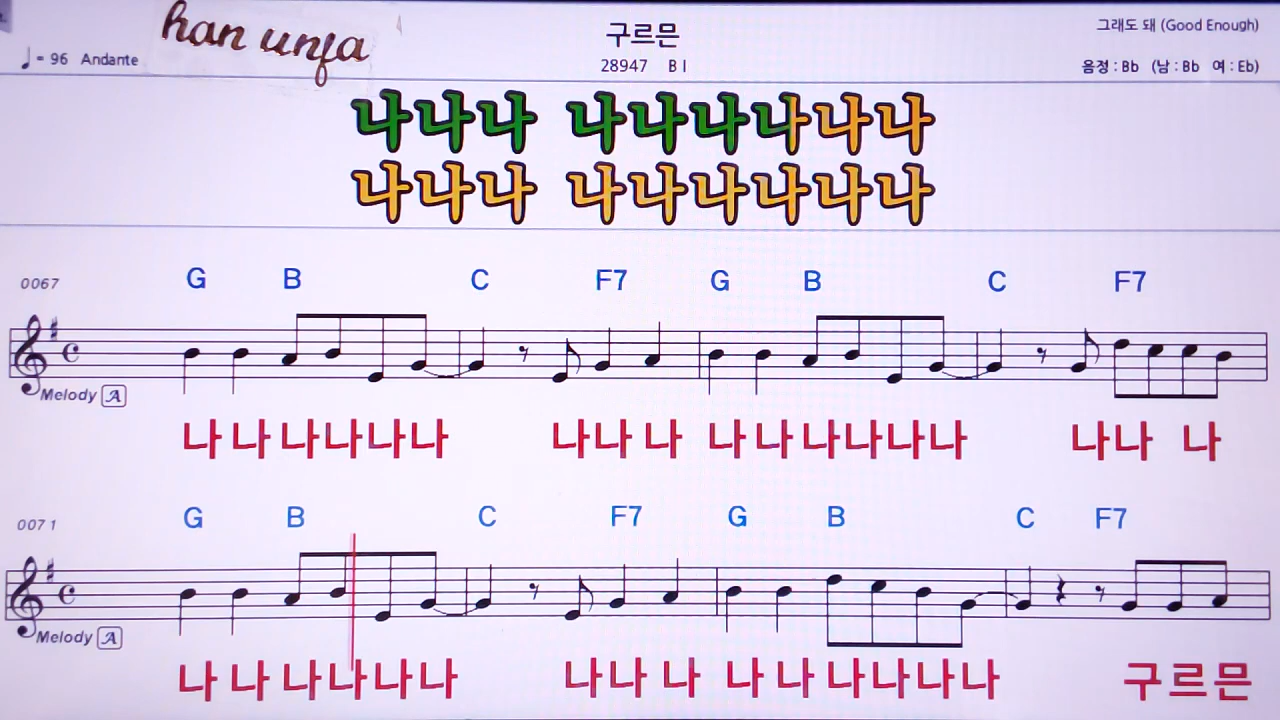 han unja
구르믄
그래도 돼 (Good Enough)
♩= 96 Andante
28947 B I
음정 : Bb (남 : Bb 여 : Eb)
나나나 나나나나나나
나나나 나나나나나나
0067 G B C F7 G B C F7
Melody A
나 나 나나나나 나나 나 나 나 나나나나 나나 나
0071 G B C F7 G B C F7
Melody A
나 나 나나나나 나나 나 나 나 나나나나 구르믄